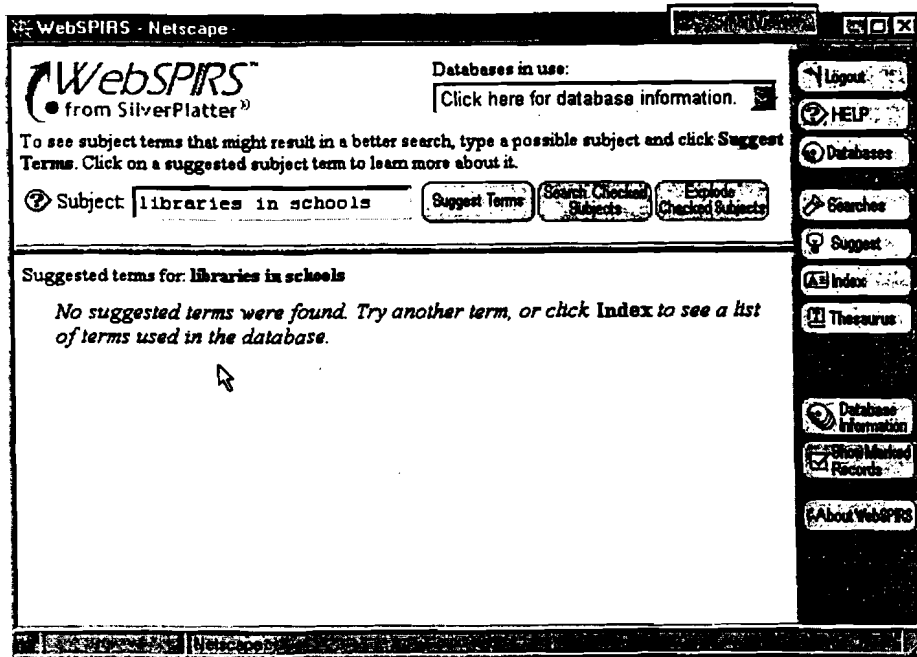 WebSPIRS - Netscape
WebSPIRS™
from SilverPlatter®
Databases in use:
Click here for database information.
To see subject terms that might result in a better search, type a possible subject and click Suggest
Terms. Click on a suggested subject term to learn more about it.
Subject: libraries in schools
Suggest Terms
Search Checked
Subjects
Explode
Checked Subjects
Suggested terms for: libraries in schools
No suggested terms were found. Try another term, or click Index to see a list
of terms used in the database.
Logout
HELP
Databases
Searches
Suggest
Index
Thesaurus
Database
Information
Show Marked
Records
About WebSPIRS
Netscape